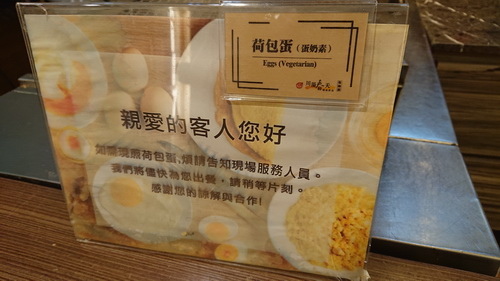 荷包蛋(蛋奶素)
Eggs (Vegetarian)
親愛的客人您好
如要現煎荷包蛋,煩請告知現場服務人員。
我們將儘快為您出餐，請稍等片刻。
感謝您的諒解與合作!